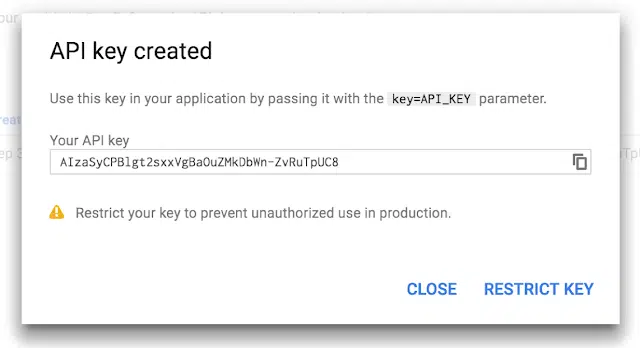 API key created
Use this key in your application by passing it with the key=API_KEY parameter.
Your API key
AIzaSyCPBlgt2sxxVgBaOuZMkDbWn-ZvRuTpUC8
Restrict your key to prevent unauthorized use in production.
CLOSE RESTRICT KEY